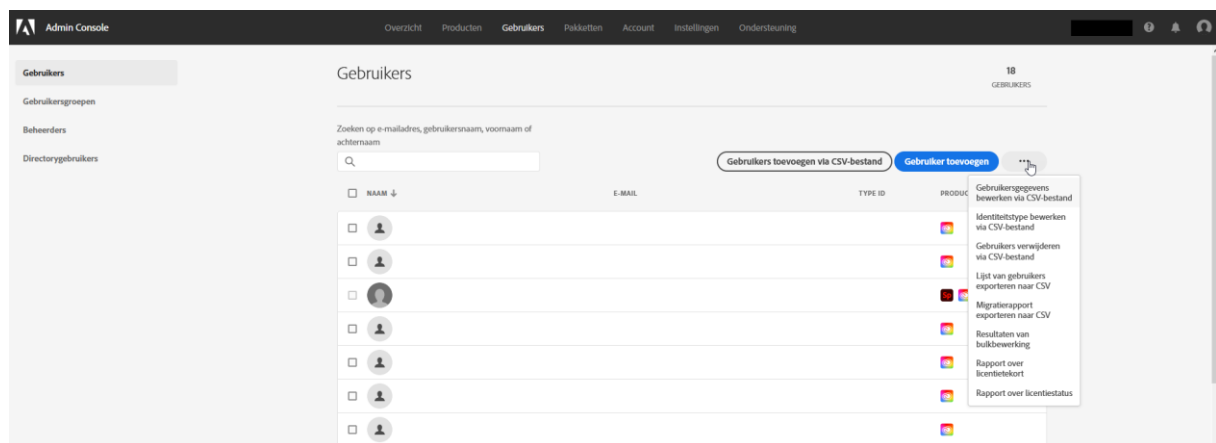 Admin Console
Overzicht Producten Gebruikers Pakketten Account Instellingen Ondersteuning
Gebruikers
Gebruikersgroepen
Beheerders
Directorygebruikers
Gebruikers
18
GEBRUIKERS
Zoeken op e-mailadres, gebruikersnaam, voornaam of
achternaam
Gebruikers toevoegen via CSV-bestand
Gebruiker toevoegen
NAAM E-MAIL TYPE ID
Gebruikersgegevens
bewerken via CSV-bestand
Identiteitstype bewerken
via CSV-bestand
Gebruikers verwijderen
via CSV-bestand
Lijst van gebruikers
exporteren naar CSV
Migratierapport
exporteren naar CSV
Resultaten van
bulkbewerking
Rapport over
licentietekort
Rapport over licentiestatus
Sp